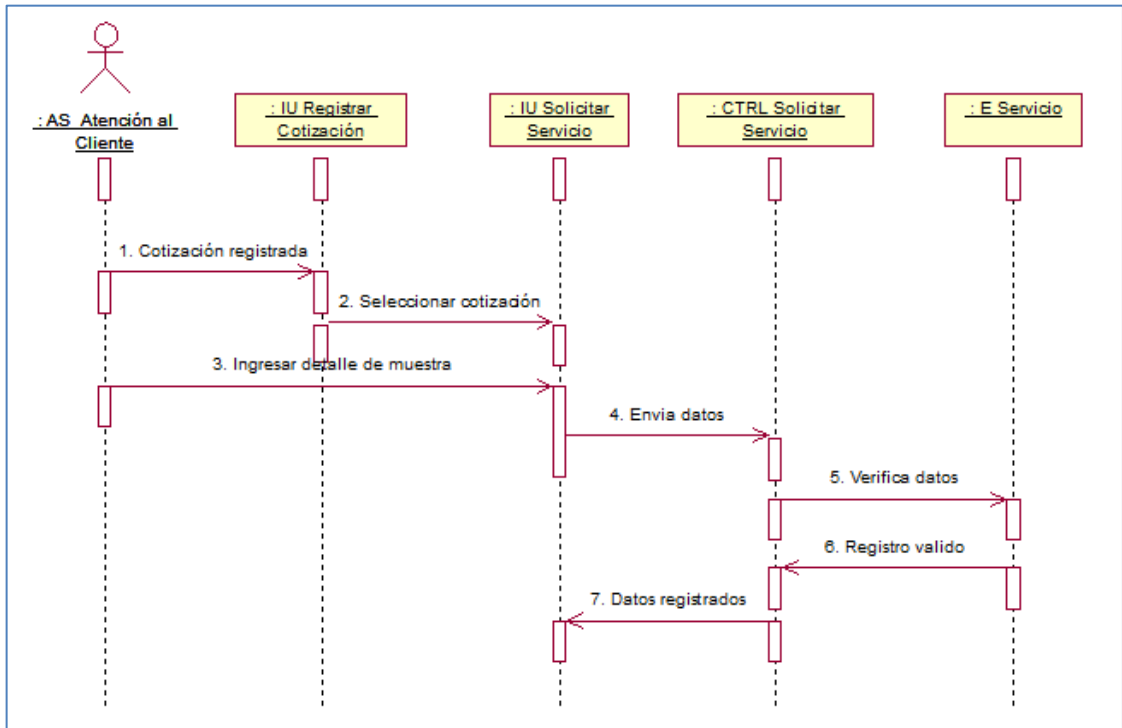 : AS Atención al
Cliente
: IU Registrar
Cotización
: IU Solicitar
Servicio
: CTRL Solicitar
Servicio
: E Servicio
1. Cotización registrada
2. Seleccionar cotización
3. Ingresar detalle de muestra
4. Envia datos
5. Verifica datos
6. Registro valido
7. Datos registrados